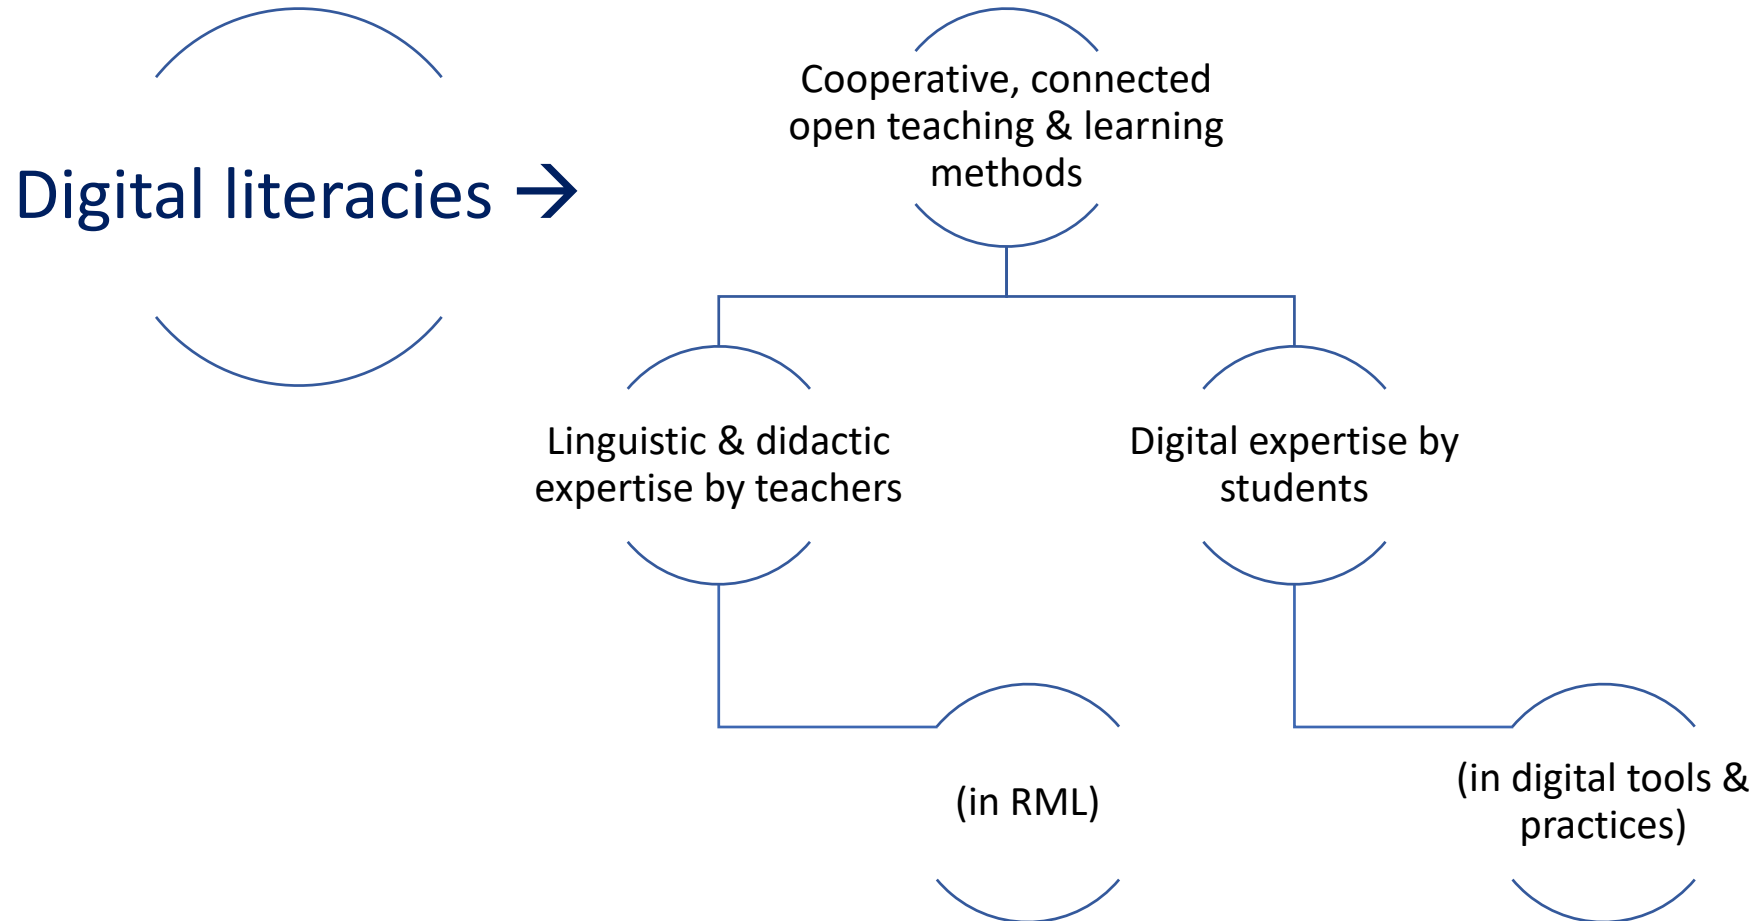 Digital literacies →
Cooperative, connected
open teaching & learning
methods
Linguistic & didactic
expertise by teachers
Digital expertise by
students
(in RML)
(in digital tools &
practices)